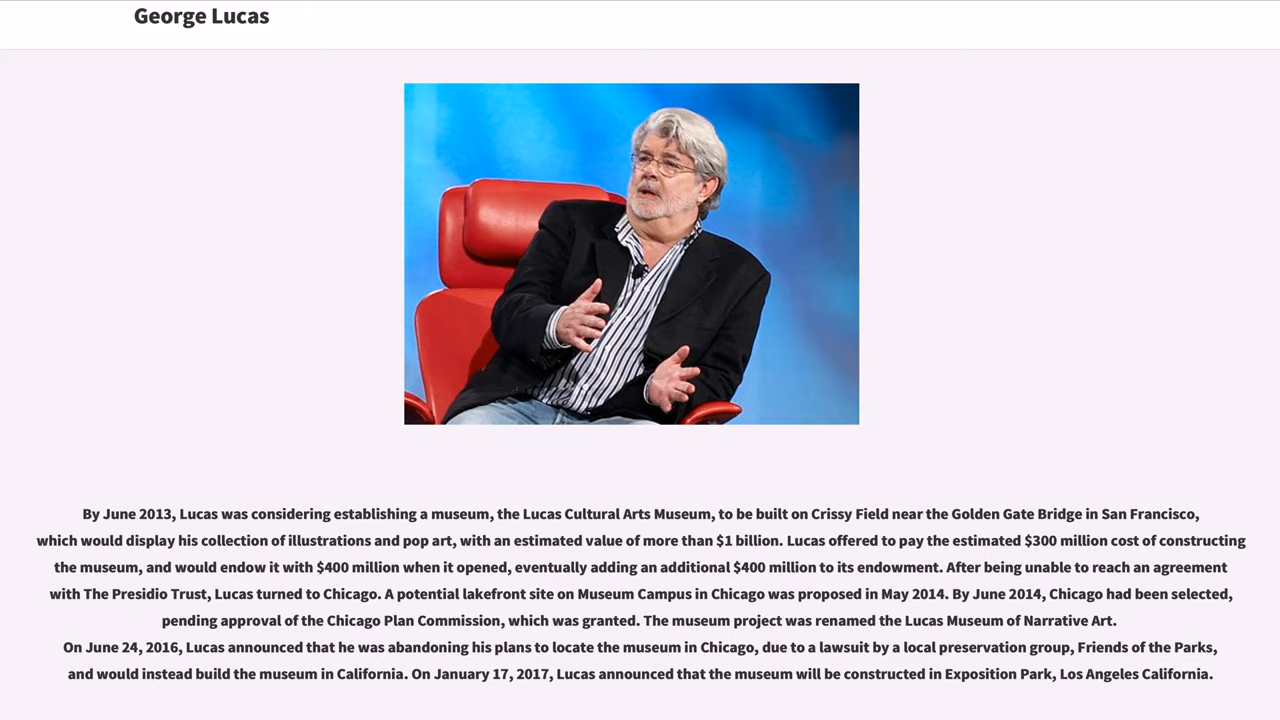 George Lucas
By June 2013, Lucas was considering establishing a museum, the Lucas Cultural Arts Museum, to be built on Crissy Field near the Golden Gate Bridge in San Francisco,
which would display his collection of illustrations and pop art, with an estimated value of more than $1 billion. Lucas offered to pay the estimated $300 million cost of constructing
the museum, and would endow it with $400 million when it opened, eventually adding an additional $400 million to its endowment. After being unable to reach an agreement
with The Presidio Trust, Lucas turned to Chicago. A potential lakefront site on Museum Campus in Chicago was proposed in May 2014. By June 2014, Chicago had been selected,
pending approval of the Chicago Plan Commission, which was granted. The museum project was renamed the Lucas Museum of Narrative Art.
On June 24, 2016, Lucas announced that he was abandoning his plans to locate the museum in Chicago, due to a lawsuit by a local preservation group, Friends of the Parks,
and would instead build the museum in California. On January 17, 2017, Lucas announced that the museum will be constructed in Exposition Park, Los Angeles California.